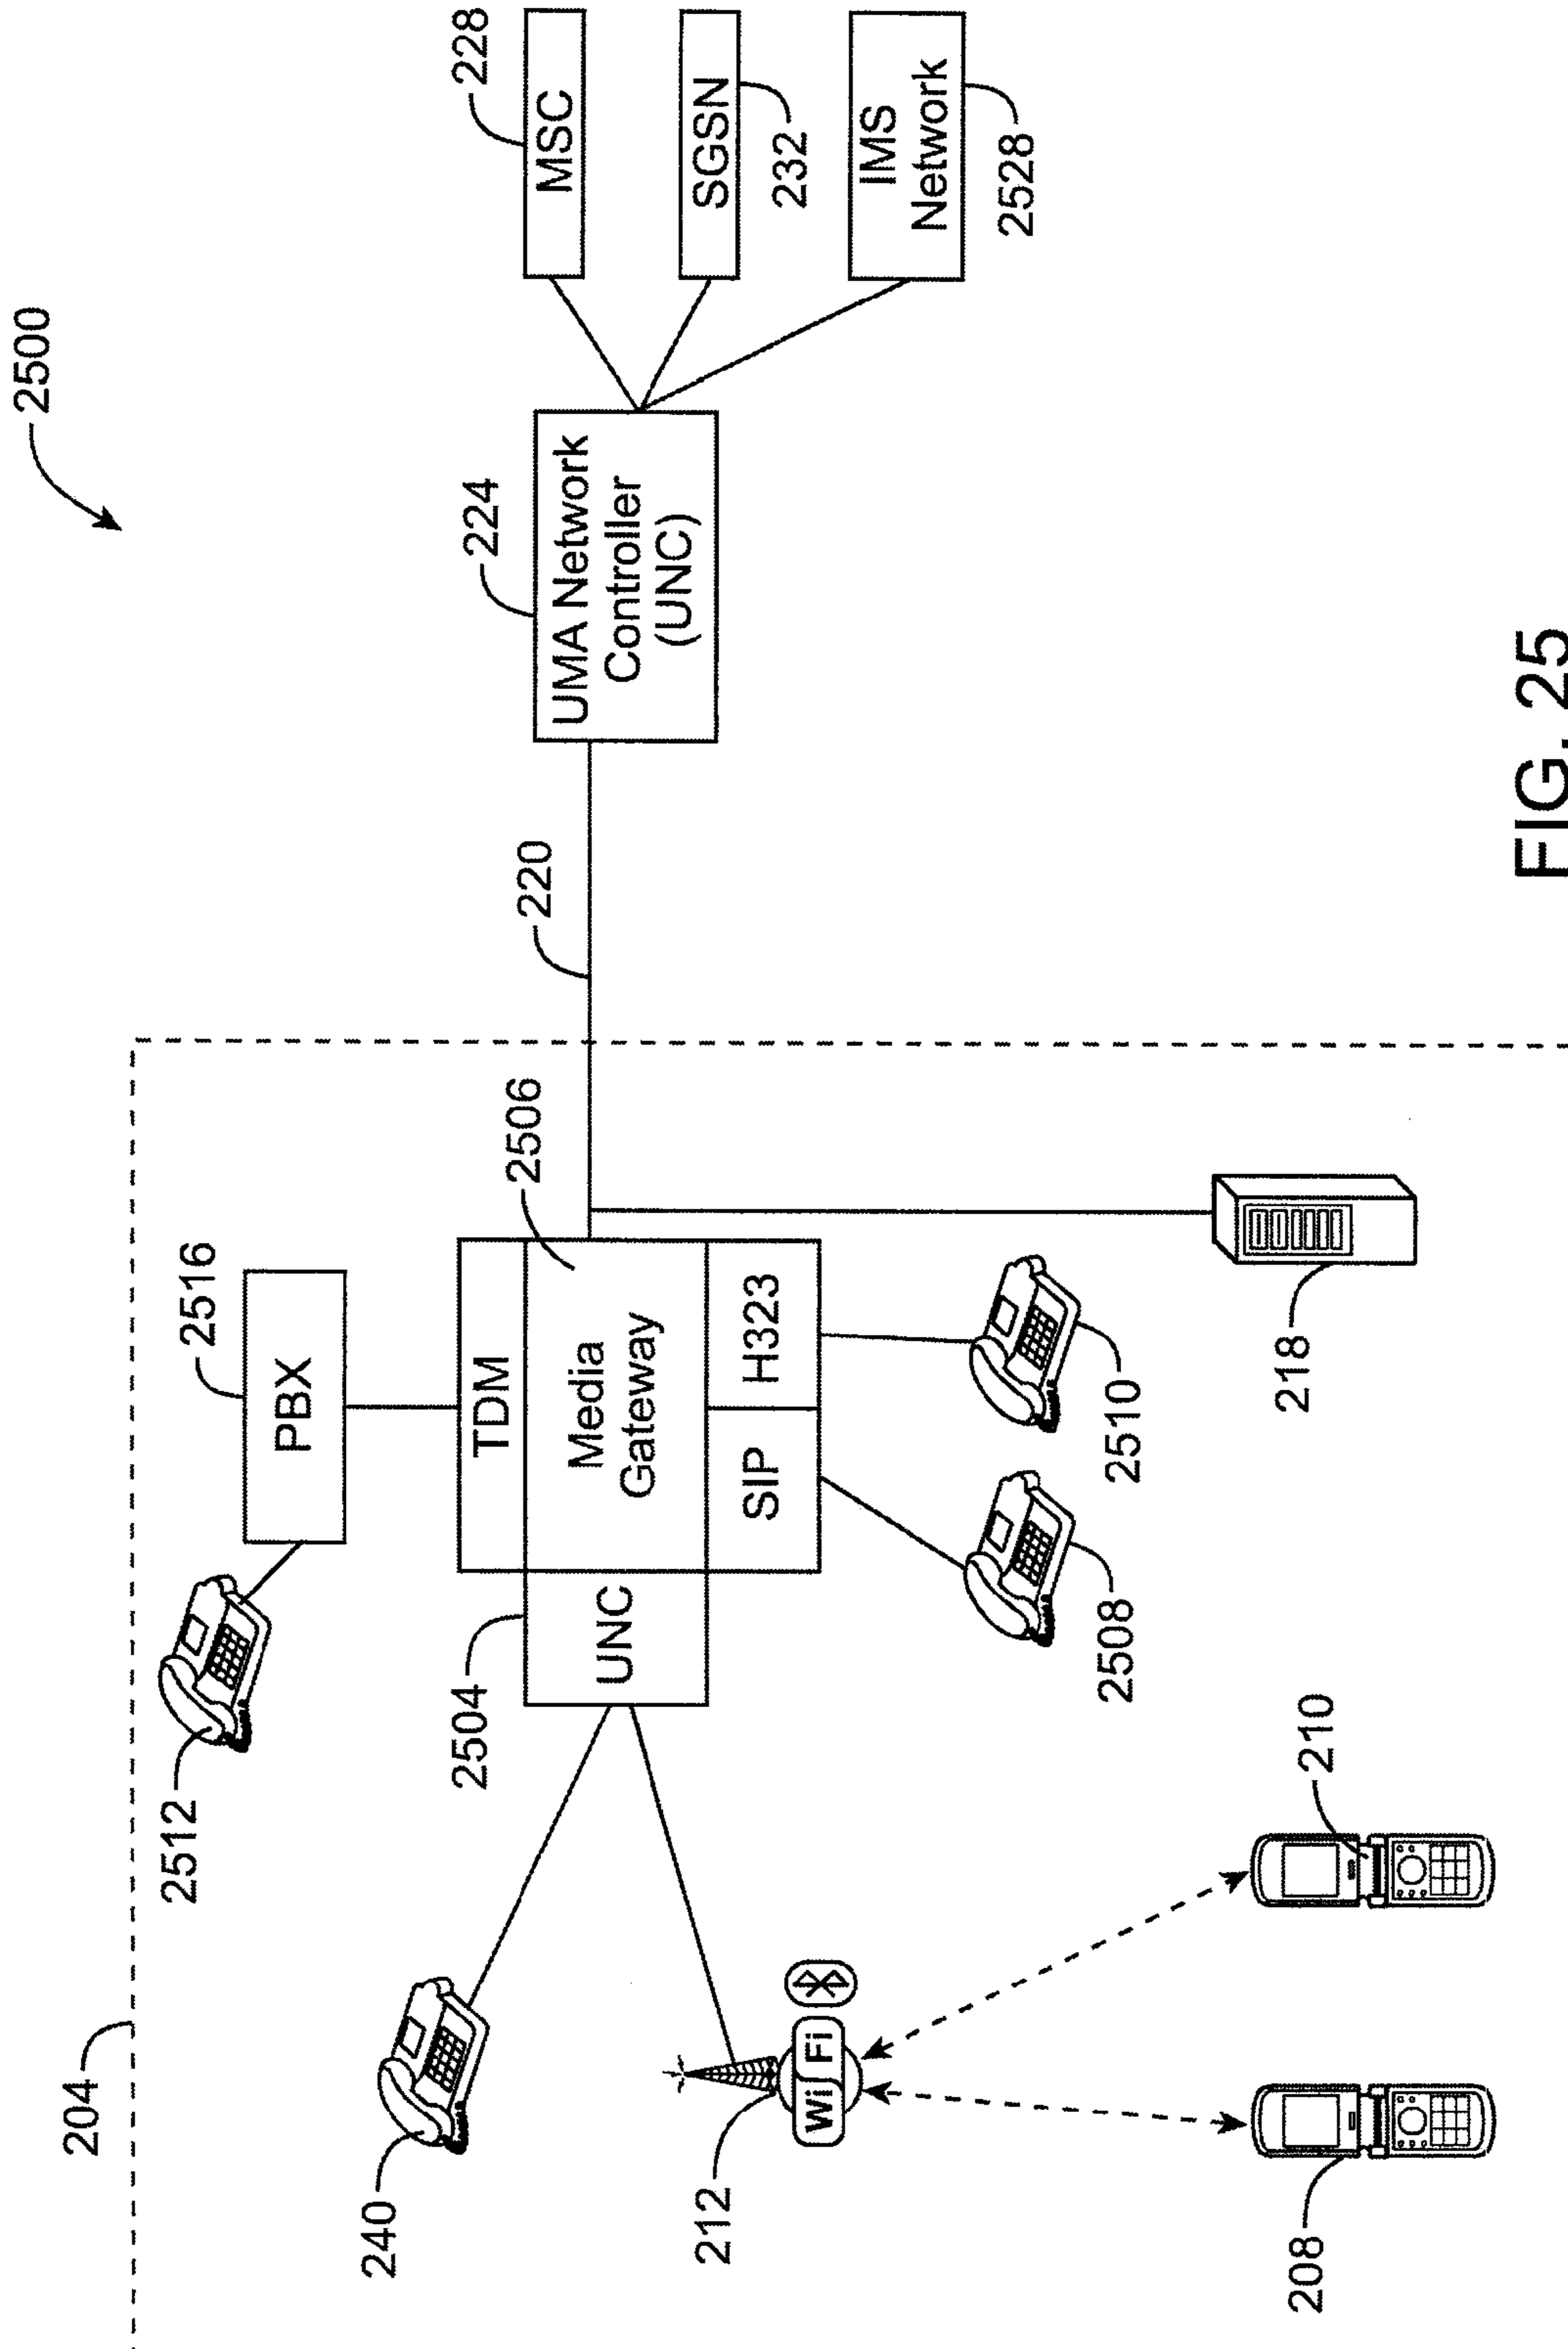 2500
204
2512
2516
PBX
240
2504
UNC
TDM
Media
Gateway
2506
SIP
H323
220
224
UMA Network
Controller
(UNC)
228
MSC
SGSN
232
IMS
Network
2528
212
Wi Fi
2508
2510
218
208
210
FIG. 25